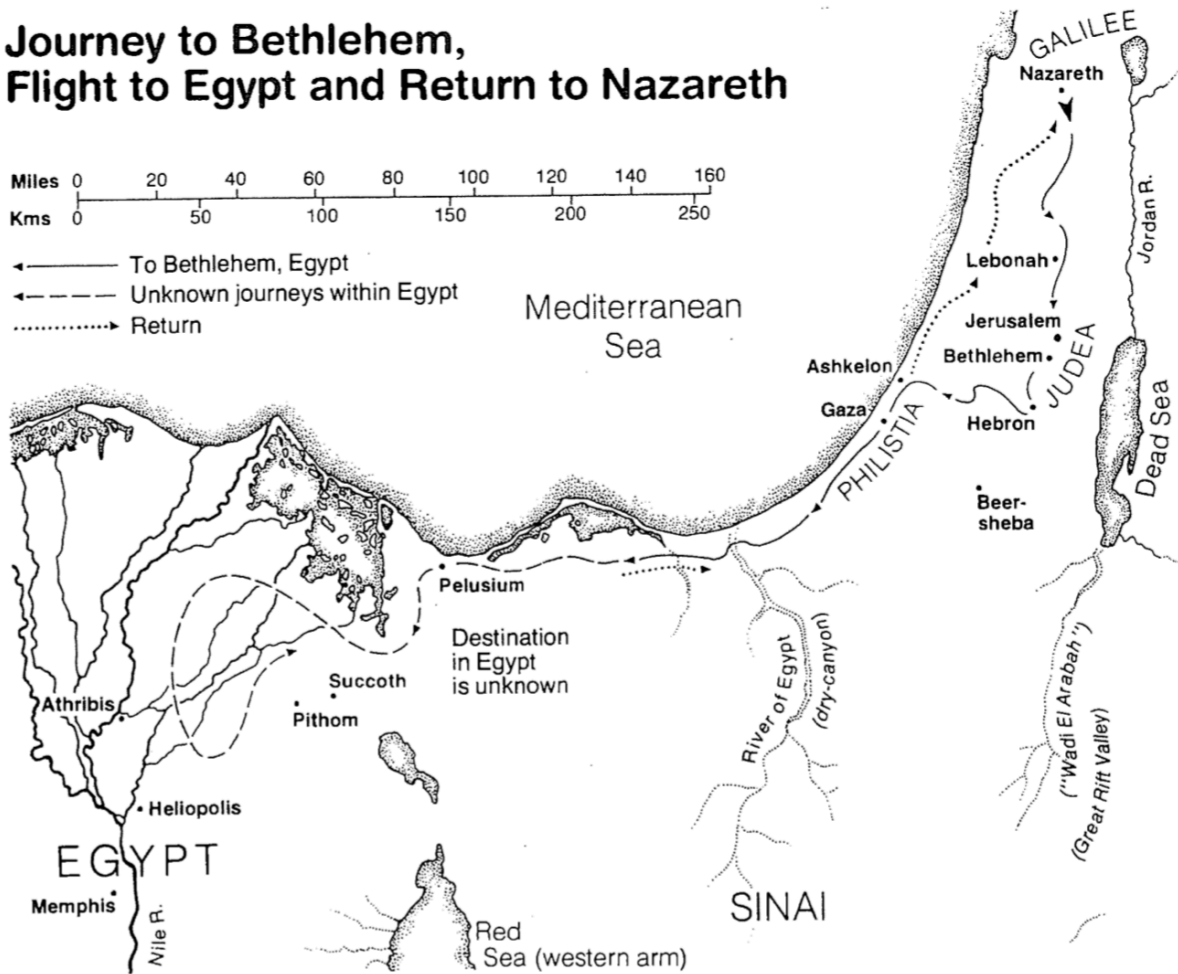 Journey to Bethlehem,
Flight to Egypt and Return to Nazareth
Miles 0 20 40 60 80 100 120 140 160
Kms 0 50 100 150 200 250
To Bethlehem, Egypt
Unknown journeys within Egypt
Return
Mediterranean
Sea
GALILEE
Nazareth
Jordan R.
Lebonah
Jerusalem
Bethlehem
JUDEA
Ashkelon
Gaza
Hebron
PHILISTIA
Dead Sea
Beer-
sheba
Pelusium
Destination
in Egypt
is unknown
Succoth
Pithom
Athribis
Heliopolis
EGYPT
Memphis
Nile R.
River of Egypt
(dry-canyon)
("Wadi El Arabah")
(Great Rift Valley)
SINAI
Red
Sea (western arm)